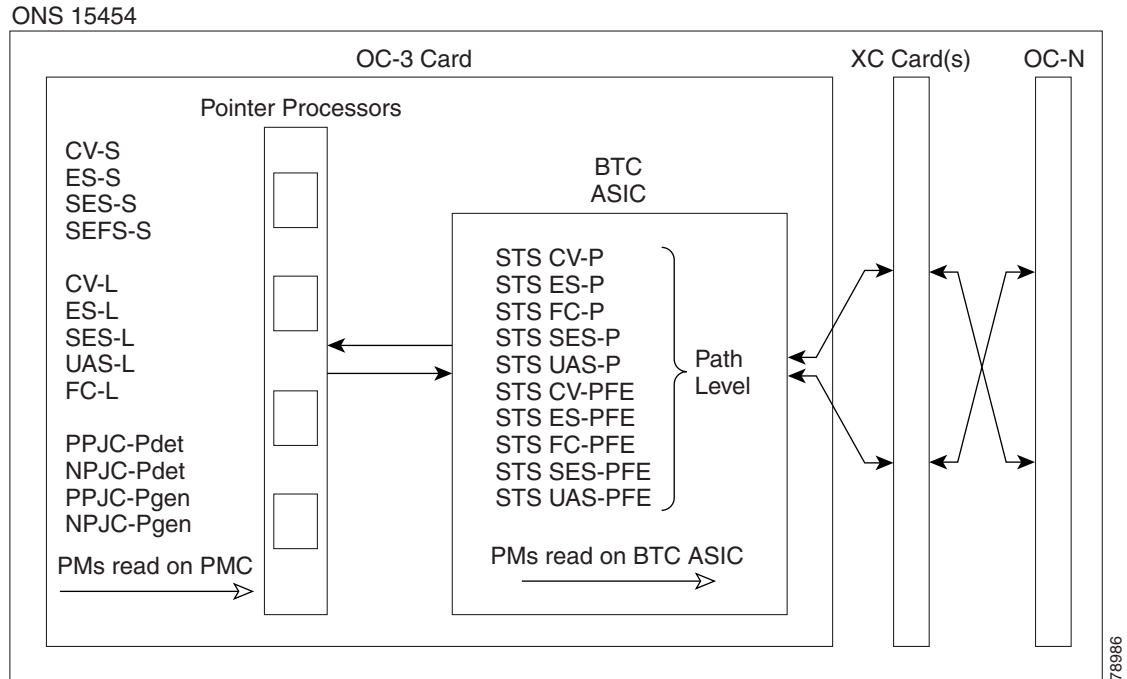 ONS 15454
OC-3 Card
XC Card(s)
OC-N
Pointer Processors
CV-S
ES-S
SES-S
SEFS-S
CV-L
ES-L
SES-L
UAS-L
FC-L
PPJC-Pdet
NPJC-Pdet
PPJC-Pgen
NPJC-Pgen
PMs read on PMC
BTC
ASIC
STS CV-P
STS ES-P
STS FC-P
STS SES-P
STS UAS-P
STS CV-PFE
STS ES-PFE
STS FC-PFE
STS SES-PFE
STS UAS-PFE
Path
Level
PMs read on BTC ASIC
78986